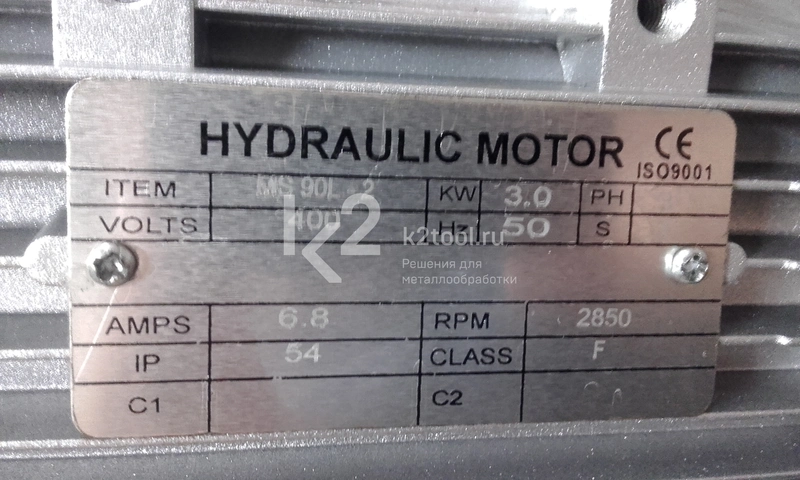 HYDRAULIC MOTOR CE
ISO9001
ITEM MS 90L 2 KW 3.0 PH
VOLTS 400 Hz 50 S
K2
k2tool.ru
Решения для
металлообработки
AMPS 6.8 RPM 2850
IP 54 CLASS F
C1 C2